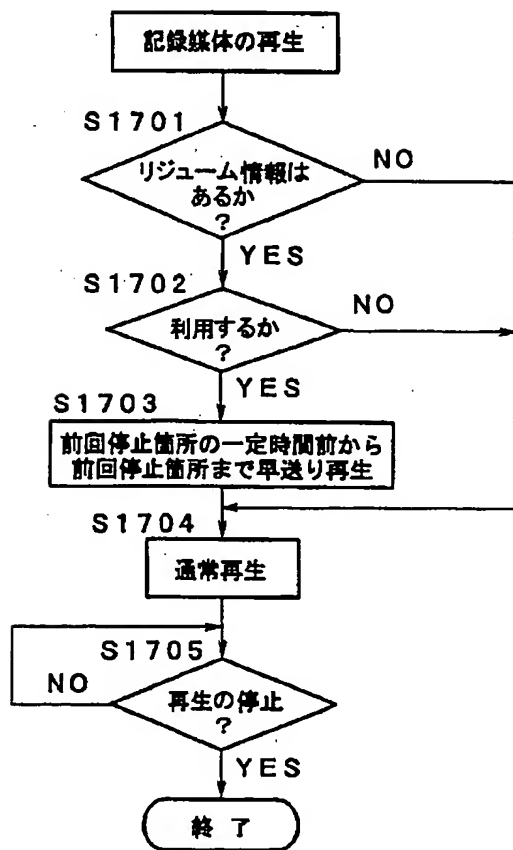 記録媒体の再生
S1701
リジューム情報は
あるか
?
NO
YES
S1702
利用するか
?
NO
YES
S1703
前回停止箇所の一定時間前から
前回停止箇所まで早送り再生
S1704
通常再生
S1705
再生の停止
?
NO
YES
終了